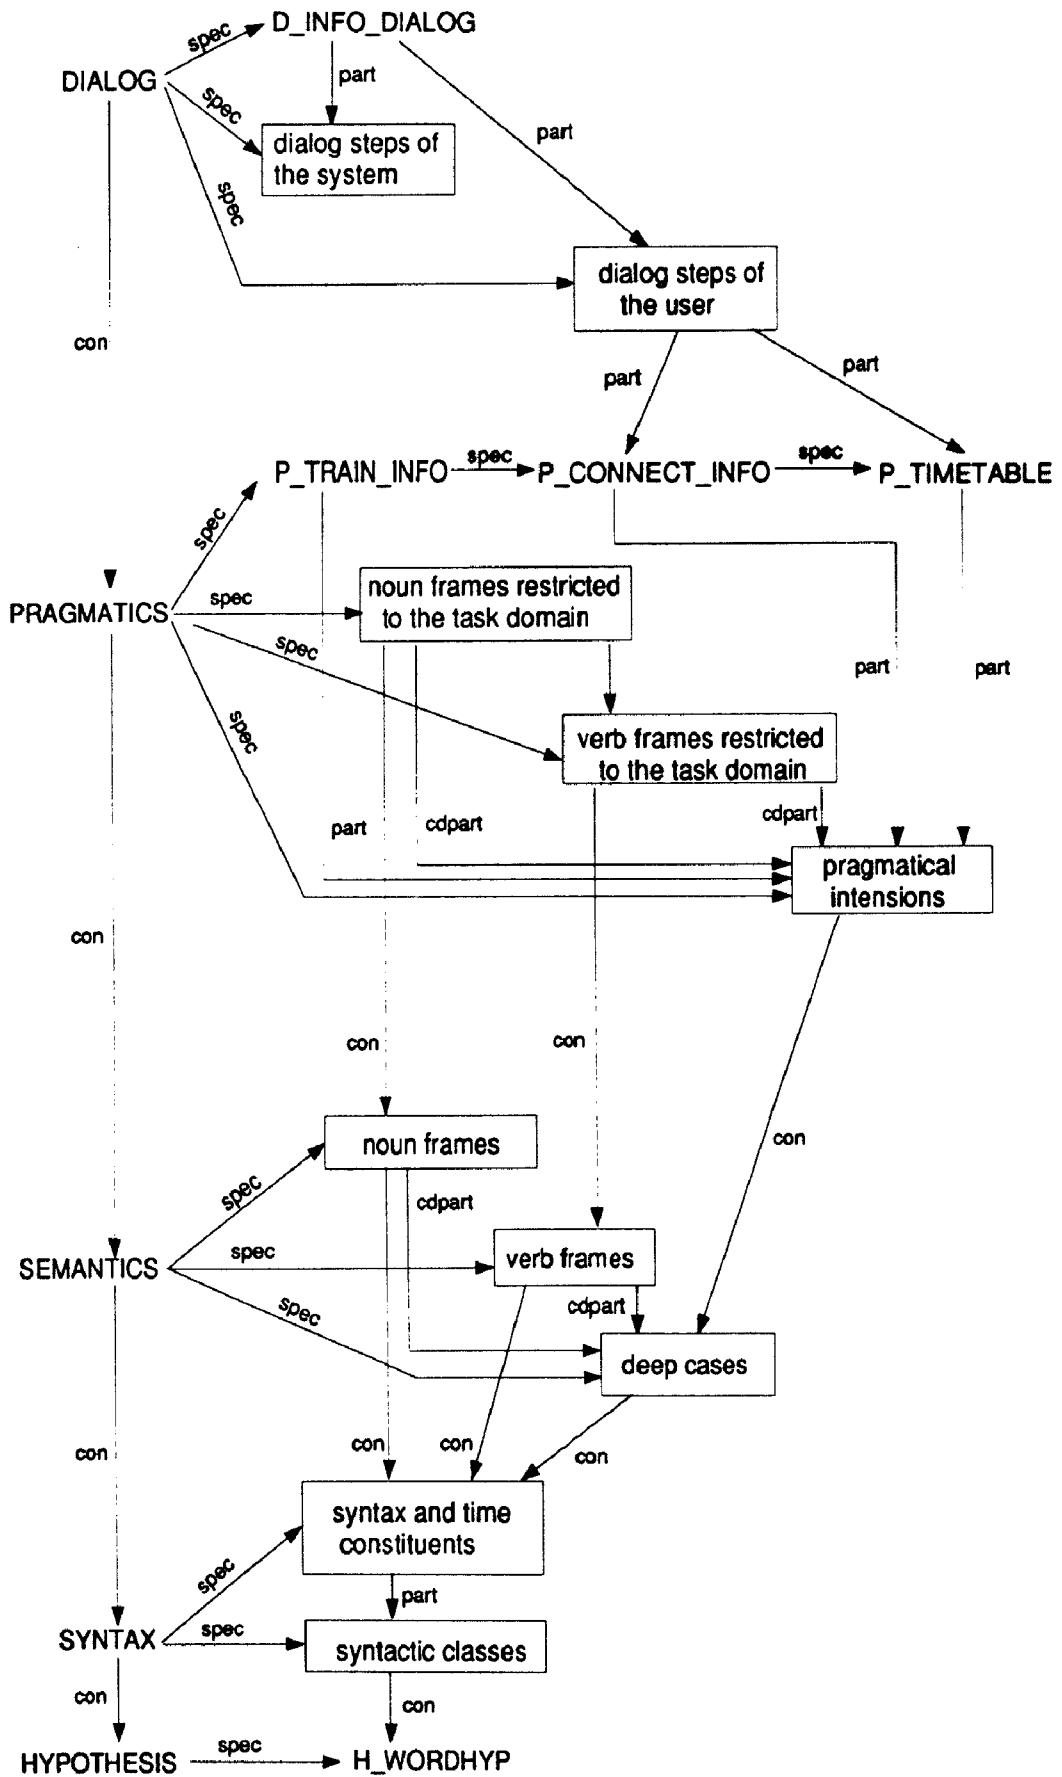 spec
D_INFO_DIALOG
DIALOG
part
spec
dialog steps of
the system
part
spec
dialog steps of
the user
con
part
part
P_TRAIN_INFO
spec
P_CONNECT_INFO
spec
P_TIMETABLE
spec
noun frames restricted
to the task domain
PRAGMATICS
spec
spec
part
part
spec
verb frames restricted
to the task domain
part
cdpart
cdpart
pragmatical
intensions
con
con
con
con
noun frames
spec
cdpart
SEMANTICS
spec
verb frames
spec
cdpart
deep cases
con
con
con
con
syntax and time
constituents
spec
part
SYNTAX
spec
syntactic classes
con
con
HYPOTHESIS
spec
H_WORDHYP